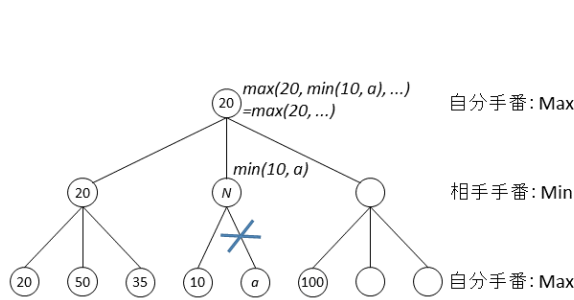 max(20, min(10, a), ...)
20
=max(20, ...)
自分手番: Max
min(10, a)
20
N
相手手番: Min
20
50
35
10
a
100
自分手番: Max